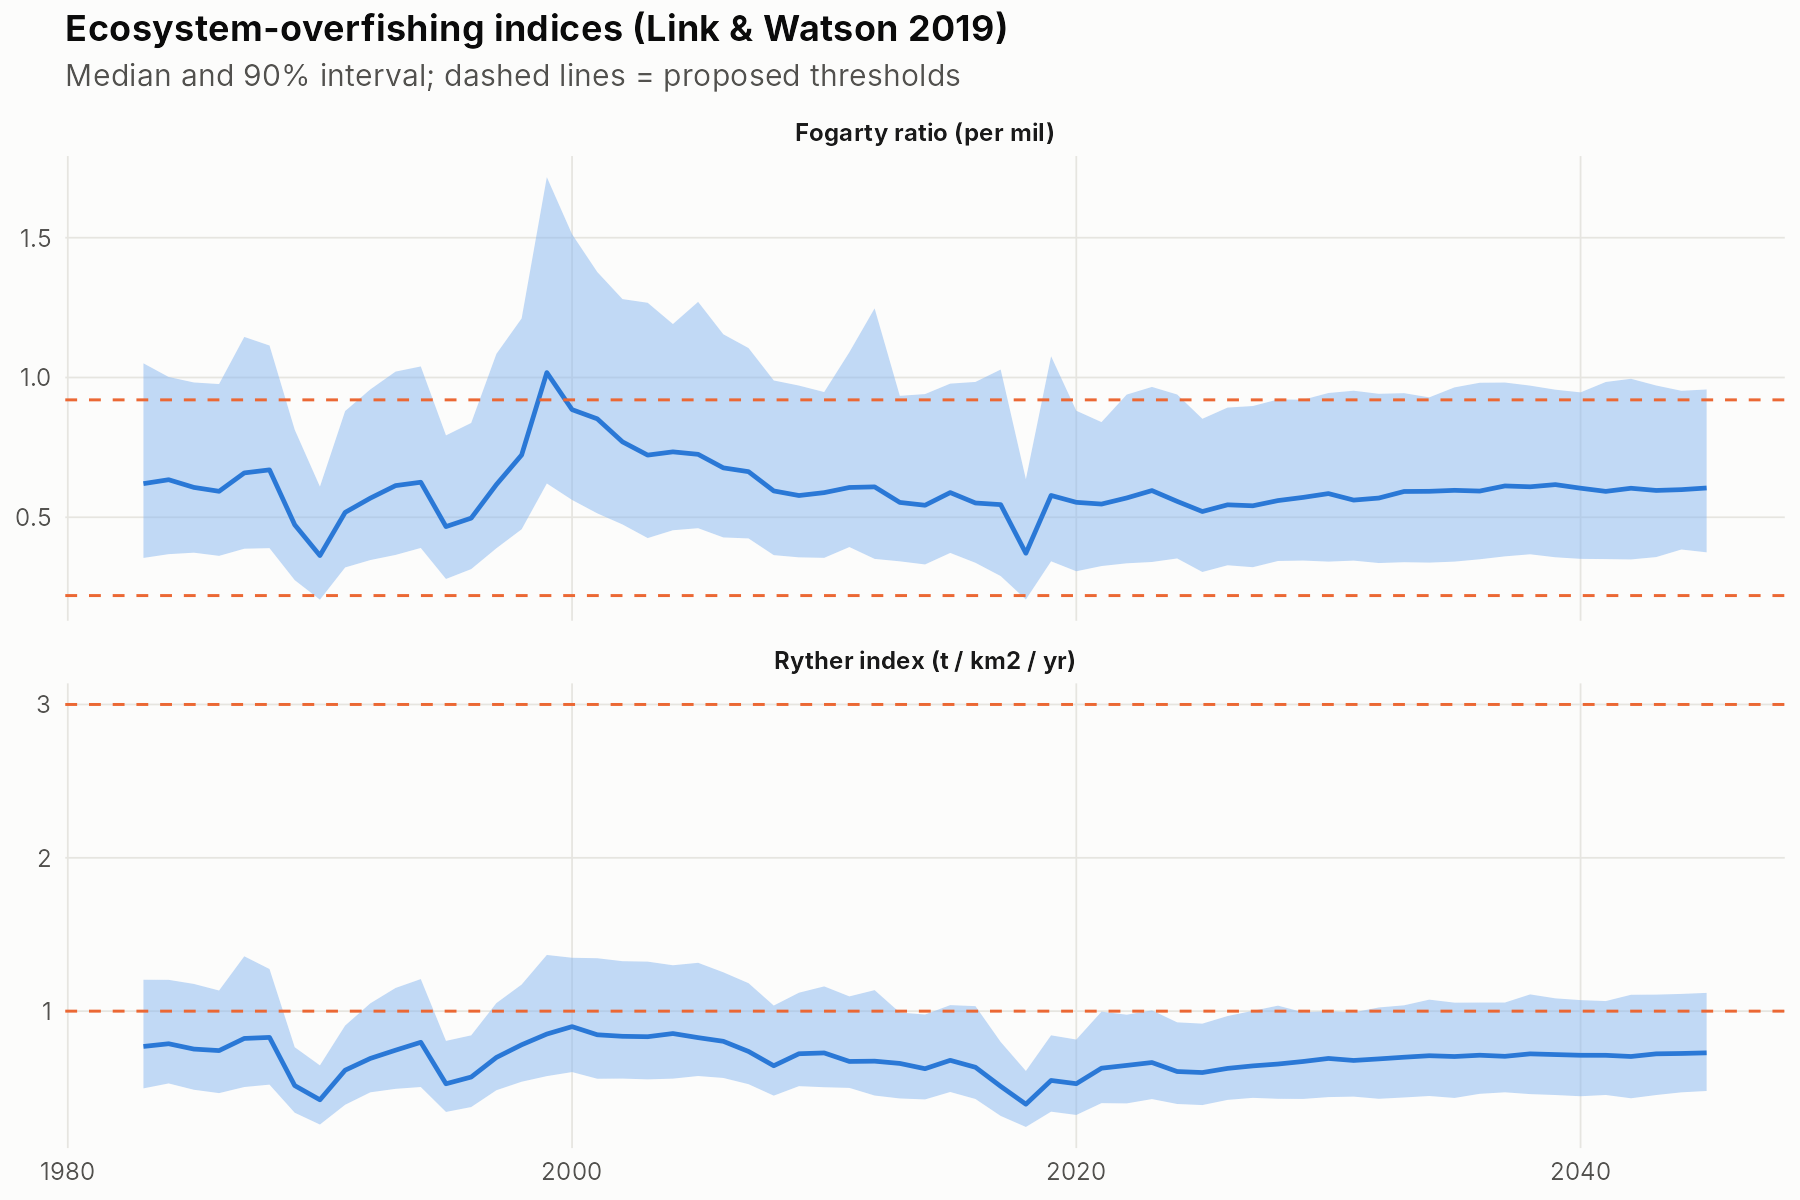 Ecosystem-overfishing indices (Link & Watson 2019)
Median and 90% interval; dashed lines = proposed thresholds
Fogarty ratio (per mil)
1.5
1.0
0.5
Ryther index (t / km2 / yr)
3
2
1
1980 2000 2020 2040